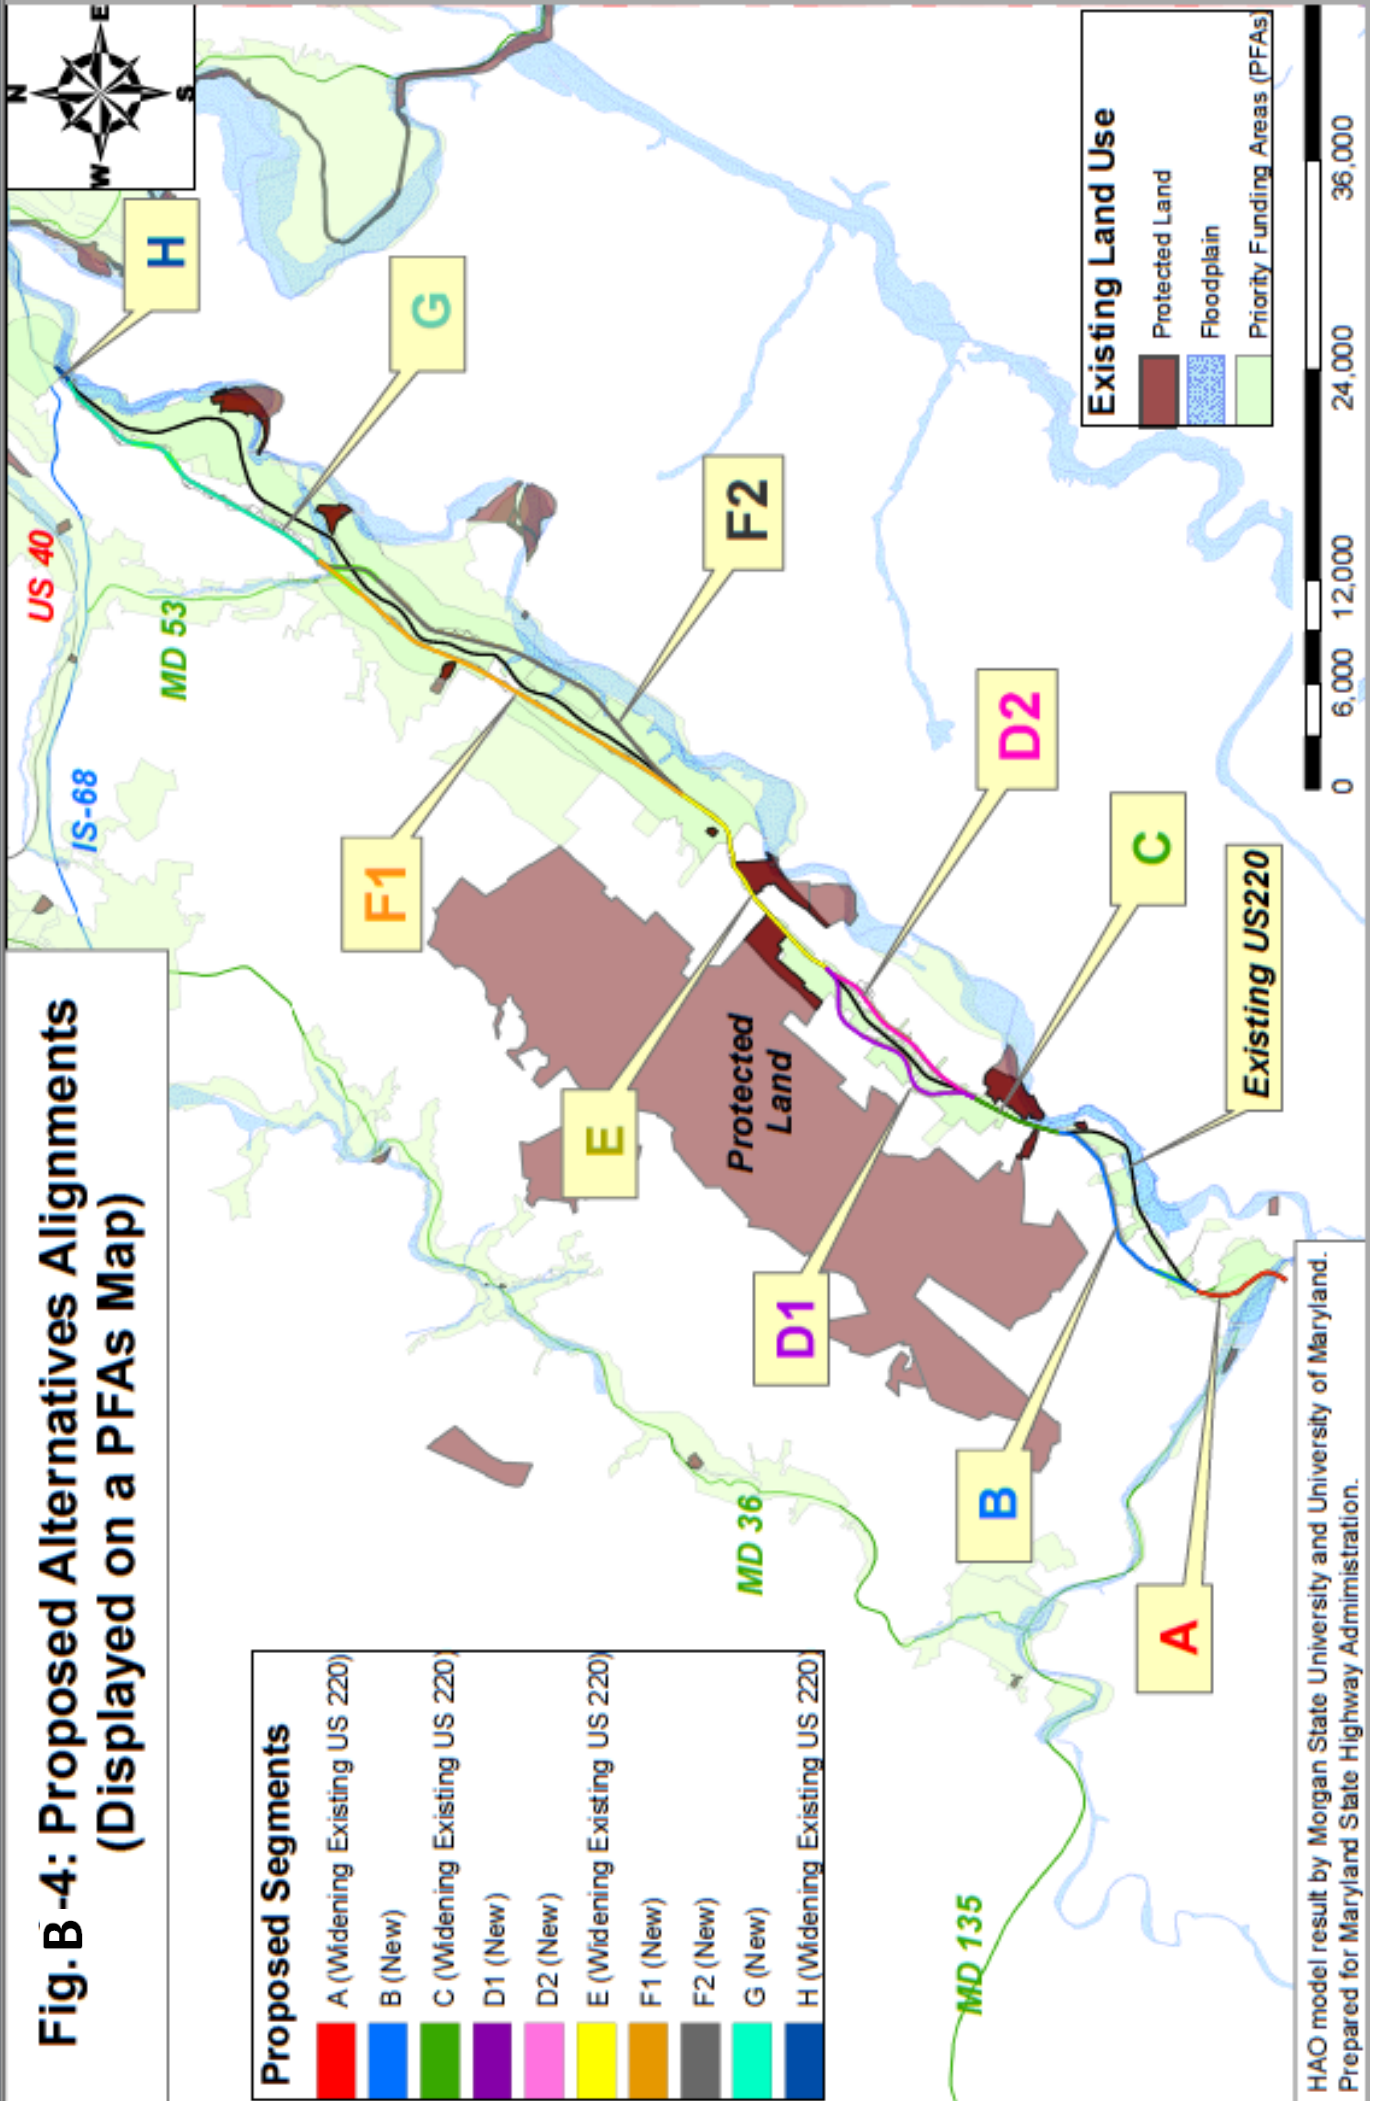 Fig. B-4: Proposed Alternatives Alignments
(Displayed on a PFAs Map)
N
W
E
S
Proposed Segments
A (Widening Existing US 220)
B (New)
C (Widening Existing US 220)
D1 (New)
D2 (New)
E (Widening Existing US 220)
F1 (New)
F2 (New)
G (New)
H (Widening Existing US 220)
US 40
IS-68
MD 53
MD 36
MD 135
H
G
F2
F1
E
D2
D1
C
B
A
Protected
Land
Existing US220
Existing Land Use
Protected Land
Floodplain
Priority Funding Areas (PFAs)
0 6,000 12,000 24,000 36,000
HAO model result by Morgan State University and University of Maryland.
Prepared for Maryland State Highway Administration.